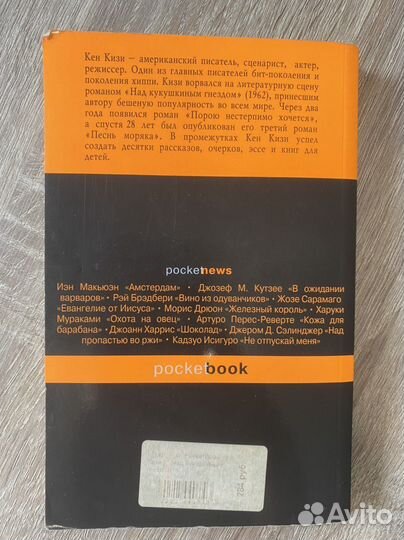 Кен Кизи – американский писатель, сценарист, актер,
режиссер. Один из главных писателей бит-поколения и
поколения хиппи. Кизи ворвался на литературную сцену
романом «Над кукушкиным гнездом» (1962), принесшим
автору бешеную популярность во всем мире. Через два
года появился роман «Порою нестерпимо хочется»,
а спустя 28 лет был опубликован его третий роман
«Песнь моряка». В промежутках Кен Кизи успел
создать десятки рассказов, очерков, эссе и книг для
детей.
pocketnews
Иэн Макьюэн «Амстердам» • Джозеф М. Кутзее «В ожидании
варваров» • Рэй Брэдбери «Вино из одуванчиков» • Жозе Сарамаго
«Евангелие от Иисуса» • Морис Дрюон «Железный король» • Харуки
Мураками «Охота на овец» • Артуро Перес-Реверте «Кожа для
барабана» • Джоанн Харрис «Шоколад» • Джером Д. Сэлинджер «Над
пропастью во ржи» • Кадзуо Исигуро «Не отпускай меня»
pocketbook
284 руб
Avito